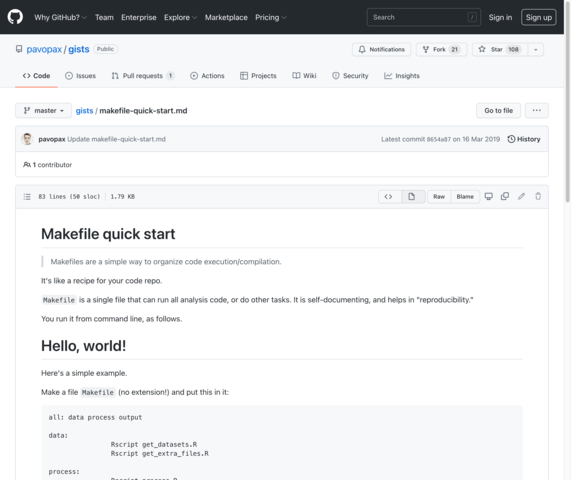 Why GitHub? Team Enterprise Explore Marketplace Pricing Search / Sign in Sign up
pavopax / gists Public Notifications Fork 21 Star 108
Code Issues Pull requests 1 Actions Projects Wiki Security Insights
master gists / makefile-quick-start.md Go to file ...
pavopax Update makefile-quick-start.md Latest commit 8654a87 on 16 Mar 2019 History
1 contributor
83 lines (50 sloc) 1.79 KB Raw Blame
Makefile quick start
Makefiles are a simple way to organize code execution/compilation.
It's like a recipe for your code repo.
Makefile is a single file that can run all analysis code, or do other tasks. It is self-documenting, and helps in "reproducibility."
You run it from command line, as follows.
Hello, world!
Here's a simple example.
Make a file Makefile (no extension!) and put this in it:
all: data process output
data:
Rscript get_datasets.R
Rscript get_extra_files.R
process:
Rscript process.R